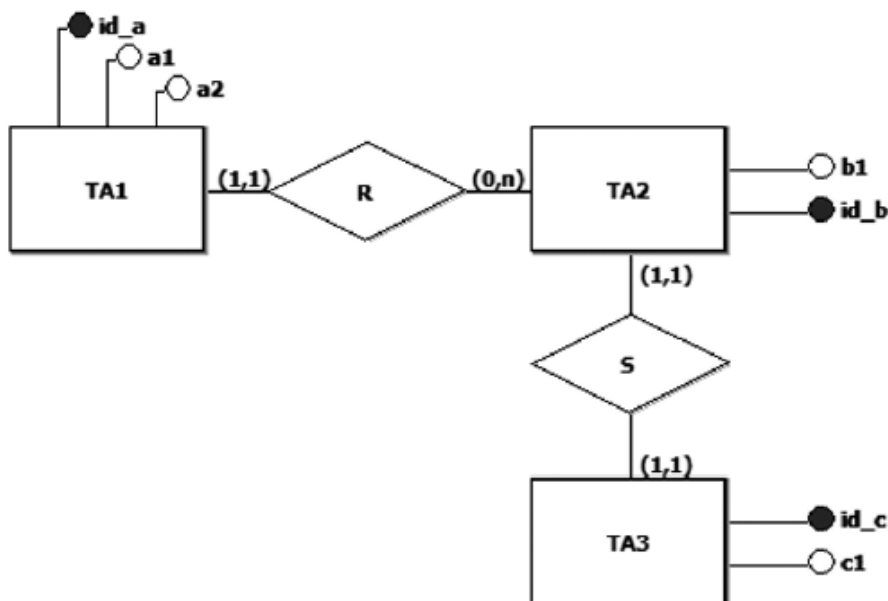 id_a
a1
a2
TA1
(1,1)
R
(0,n)
TA2
b1
id_b
(1,1)
S
(1,1)
TA3
id_c
c1